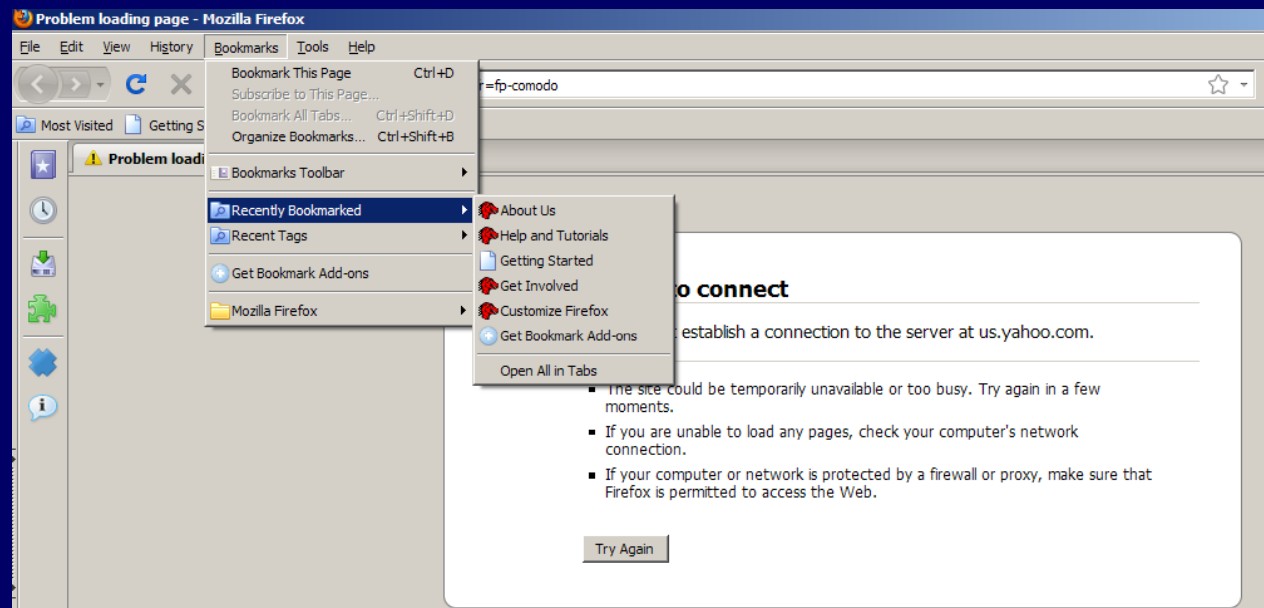 Problem loading page - Mozilla Firefox
File Edit View History Bookmarks Tools Help
r=fp-comodo
Most Visited Getting S
Problem loadi
Bookmark This Page Ctrl+D
Subscribe to This Page...
Bookmark All Tabs... Ctrl+Shift+D
Organize Bookmarks... Ctrl+Shift+B
Bookmarks Toolbar
Recently Bookmarked
Recent Tags
Get Bookmark Add-ons
Mozilla Firefox
About Us
Help and Tutorials
Getting Started
Get Involved
Customize Firefox
Get Bookmark Add-ons
Open All in Tabs
to connect
establish a connection to the server at us.yahoo.com.
The site could be temporarily unavailable or too busy. Try again in a few
moments.
If you are unable to load any pages, check your computer's network
connection.
If your computer or network is protected by a firewall or proxy, make sure that
Firefox is permitted to access the Web.
Try Again